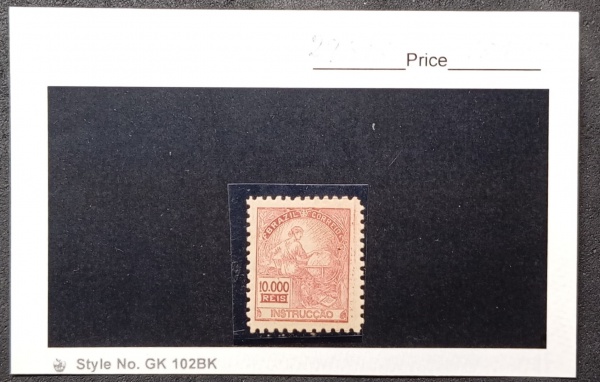 Price
BRAZIL CORREIO
10.000
REIS
INSTRUCÇÃO
Style No. GK 102BK